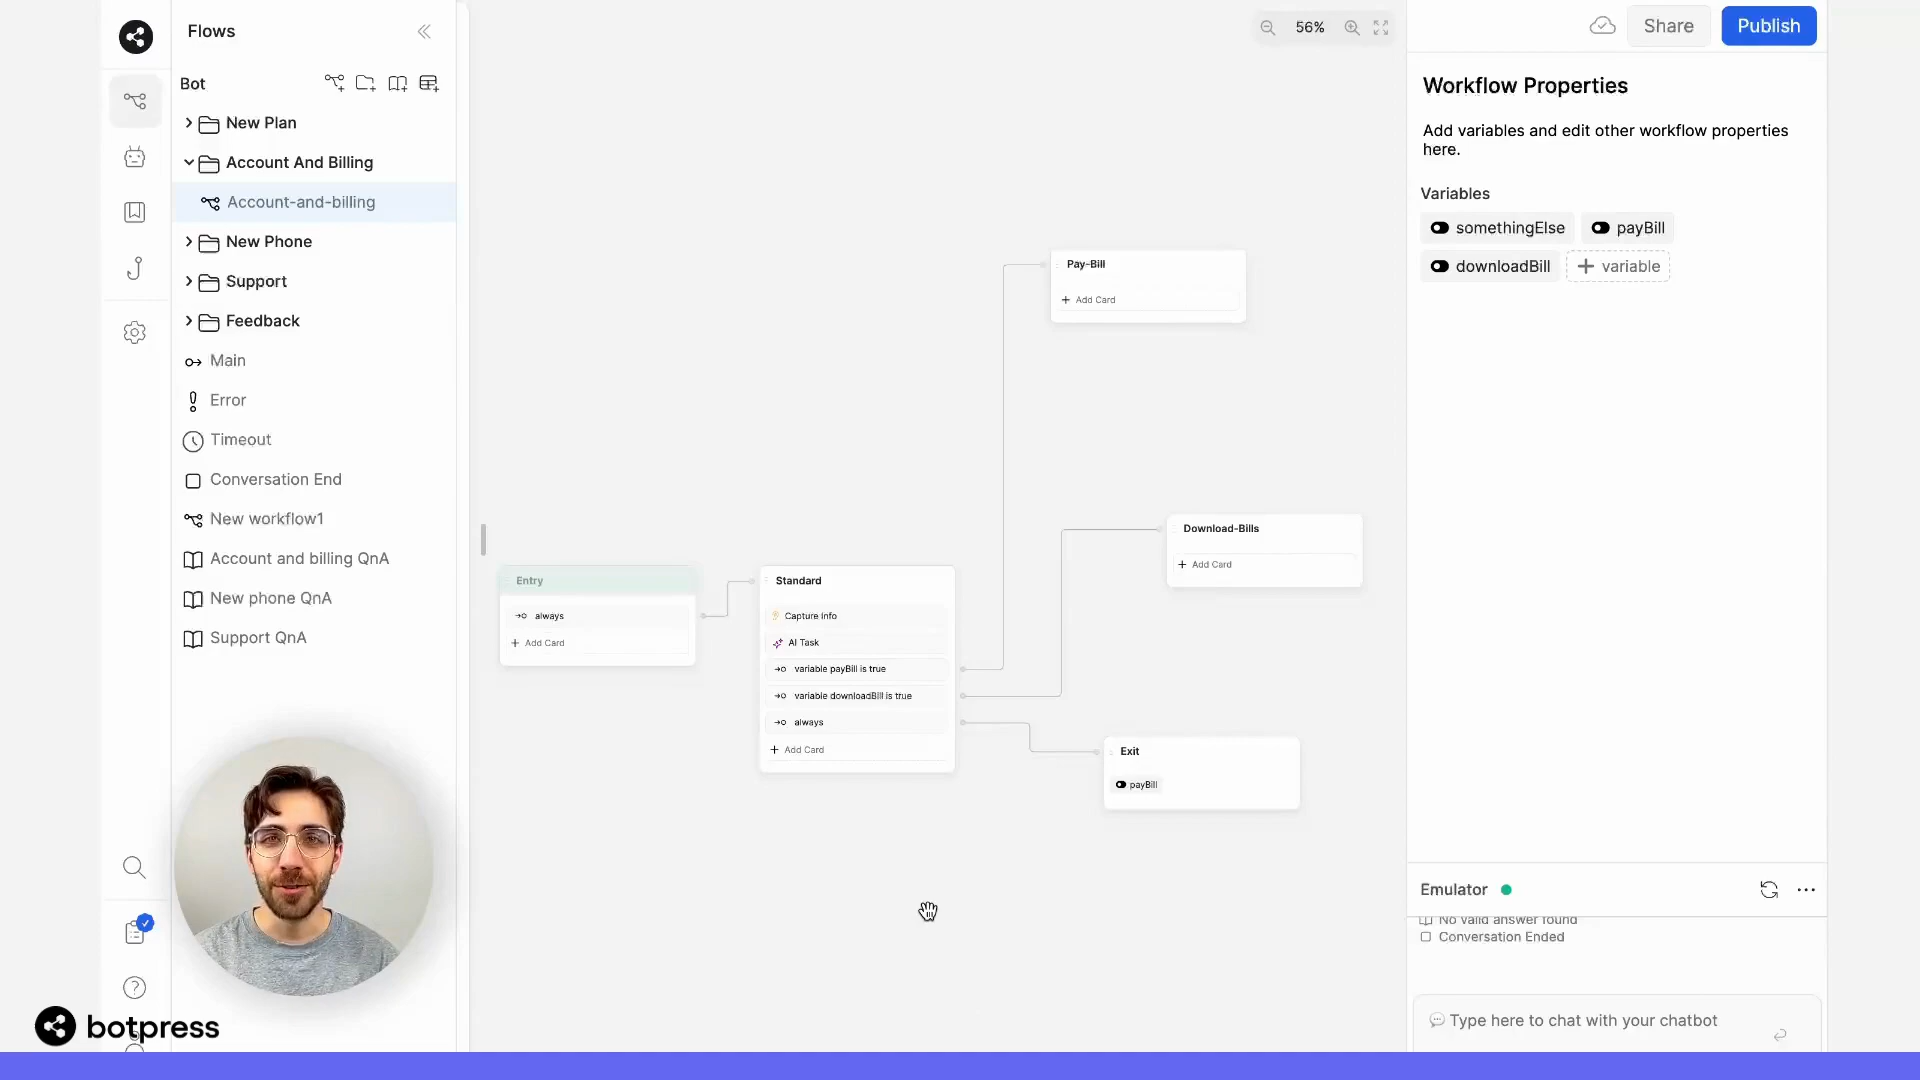 Flows
Bot
New Plan
Account And Billing
Account-and-billing
New Phone
Support
Feedback
Main
Error
Timeout
Conversation End
New workflow1
Account and billing QnA
New phone QnA
Support QnA
botpress
56%
Entry
always
Add Card
Standard
Capture Info
AI Task
variable payBill is true
variable downloadBill is true
always
Add Card
Pay-Bill
Add Card
Download-Bills
Add Card
Exit
payBill
Share
Publish
Workflow Properties
Add variables and edit other workflow properties
here.
Variables
somethingElse
payBill
downloadBill
variable
Emulator
No valid answer found
Conversation Ended
Type here to chat with your chatbot